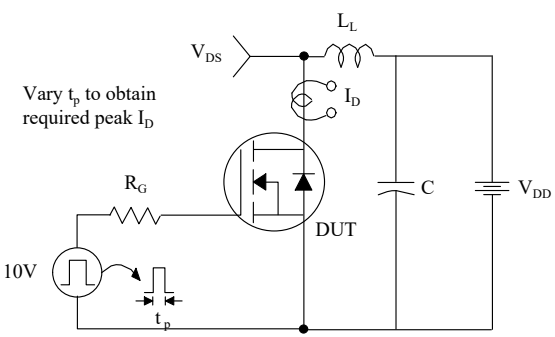 L_L
V_DS
I_D
Vary t_p to obtain
required peak I_D
R_G
C
V_DD
DUT
10V
t_p